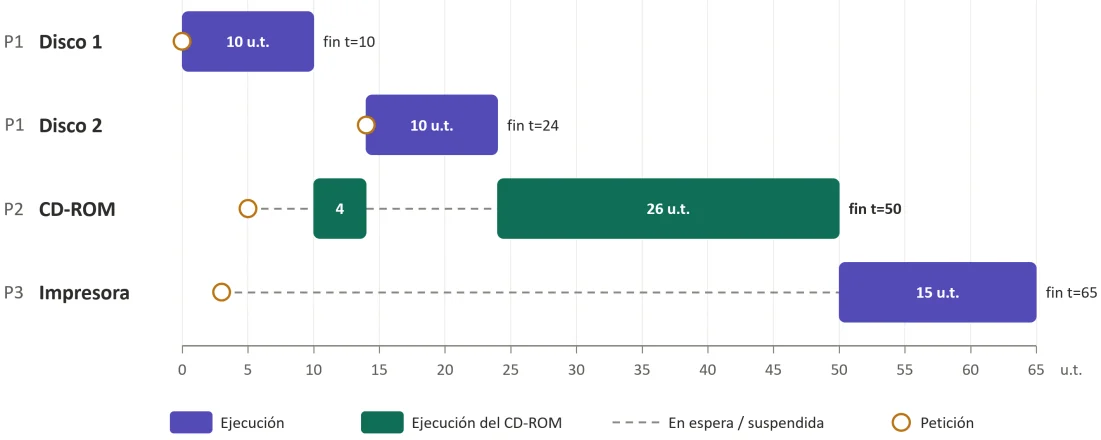 P1 Disco 1 10 u.t. fin t=10
P1 Disco 2 10 u.t. fin t=24
P2 CD-ROM 4 26 u.t. fin t=50
P3 Impresora 15 u.t. fin t=65
0 5 10 15 20 25 30 35 40 45 50 55 60 65 u.t.
Ejecución Ejecución del CD-ROM En espera / suspendida Petición